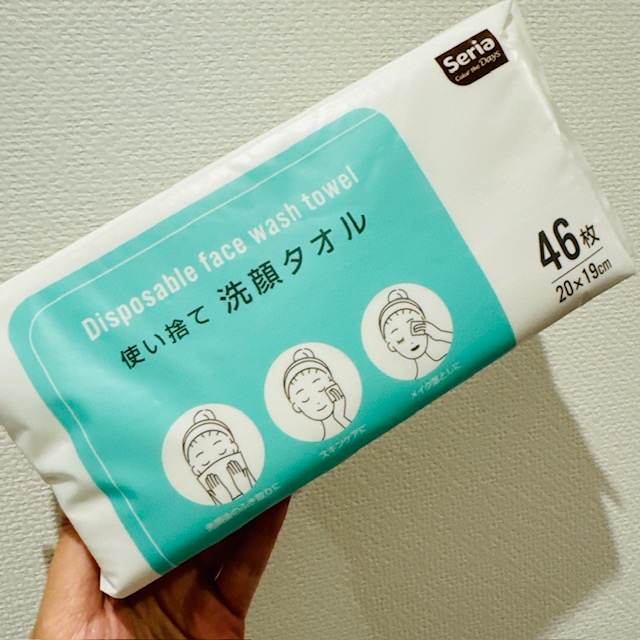 Seria
Color the Days
Disposable face wash towel
使い捨て 洗顔タオル
46枚
20×19cm
メイク落としに
スキンケアに